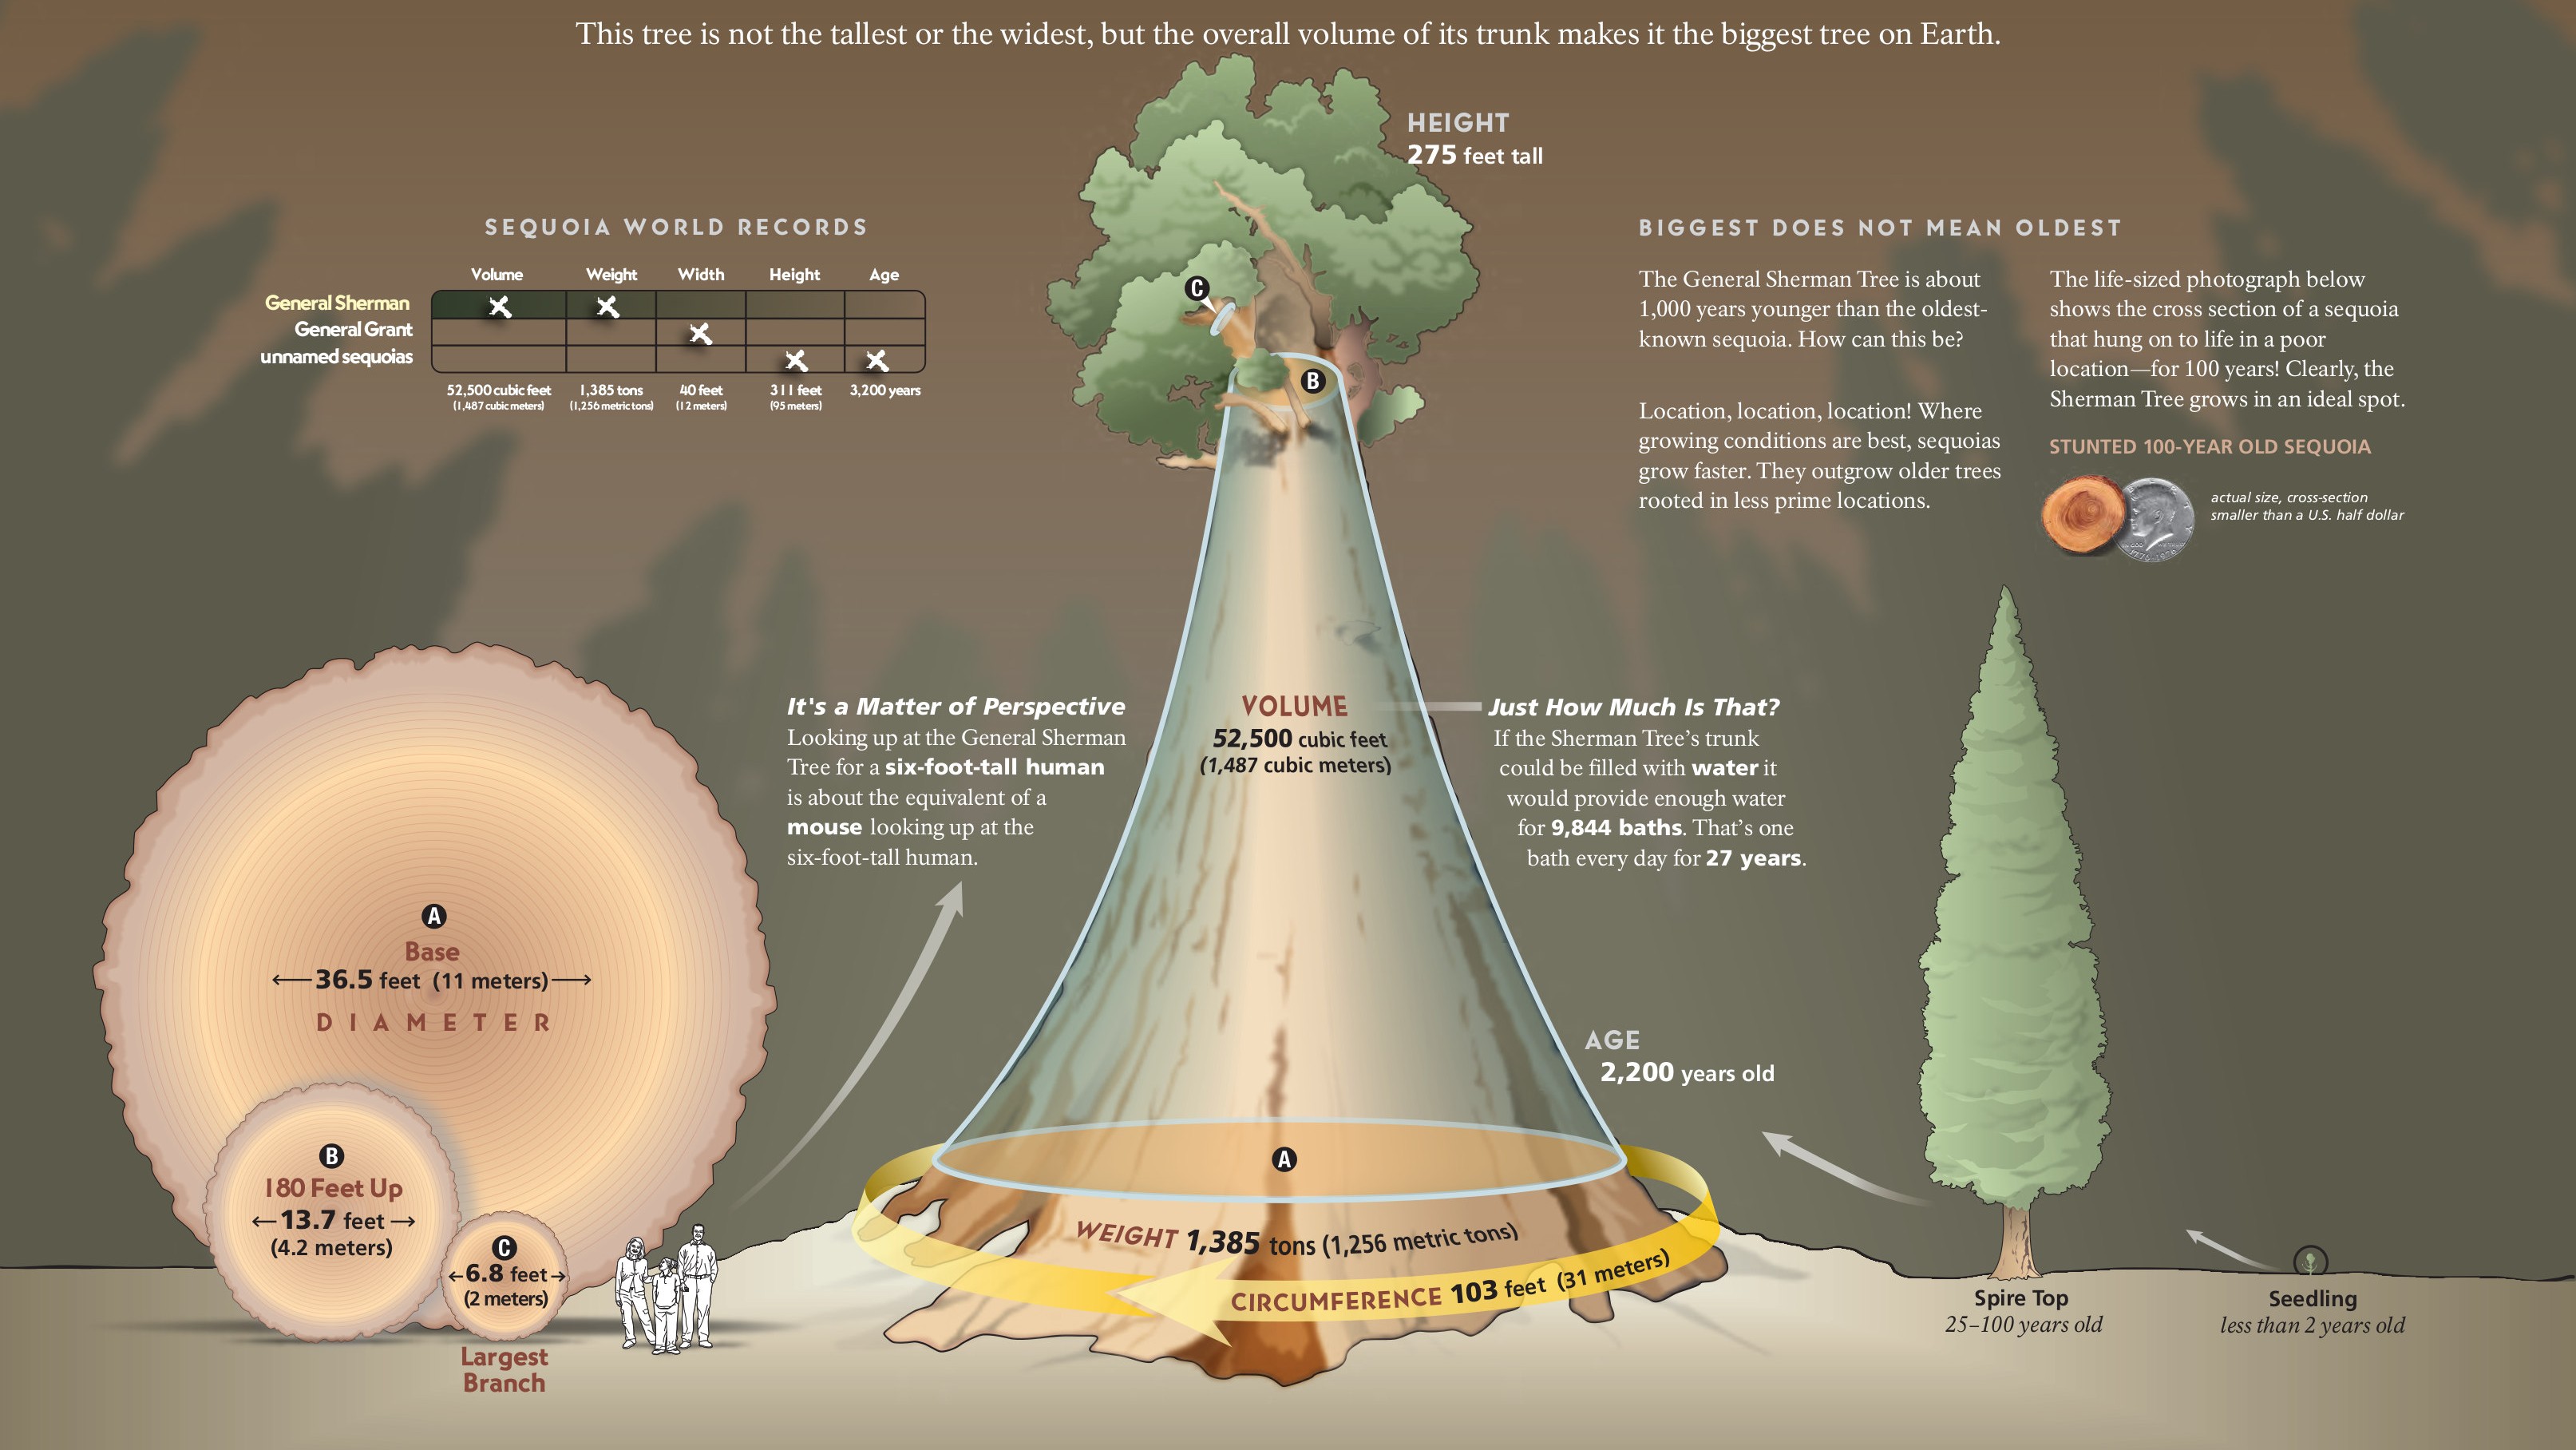 This tree is not the tallest or the widest, but the overall volume of its trunk makes it the biggest tree on Earth.
HEIGHT
275 feet tall
SEQUOIA WORLD RECORDS
Volume Weight Width Height Age
General Sherman
General Grant
unnamed sequoias
52,500 cubic feet 1,385 tons 40 feet 311 feet 3,200 years
(1,487 cubic meters) (1,256 metric tons) (12 meters) (95 meters)
C
B
BIGGEST DOES NOT MEAN OLDEST
The General Sherman Tree is about
1,000 years younger than the oldest-
known sequoia. How can this be?
Location, location, location! Where
growing conditions are best, sequoias
grow faster. They outgrow older trees
rooted in less prime locations.
The life-sized photograph below
shows the cross section of a sequoia
that hung on to life in a poor
location—for 100 years! Clearly, the
Sherman Tree grows in an ideal spot.
STUNTED 100-YEAR OLD SEQUOIA
actual size, cross-section
smaller than a U.S. half dollar
It's a Matter of Perspective
Looking up at the General Sherman
Tree for a six-foot-tall human
is about the equivalent of a
mouse looking up at the
six-foot-tall human.
VOLUME
52,500 cubic feet
(1,487 cubic meters)
Just How Much Is That?
If the Sherman Tree's trunk
could be filled with water it
would provide enough water
for 9,844 baths. That's one
bath every day for 27 years.
A
Base
36.5 feet (11 meters)
DIAMETER
B
180 Feet Up
13.7 feet
(4.2 meters)
C
6.8 feet
(2 meters)
Largest
Branch
AGE
2,200 years old
A
WEIGHT 1,385 tons (1,256 metric tons)
CIRCUMFERENCE 103 feet (31 meters)
Spire Top
25–100 years old
Seedling
less than 2 years old